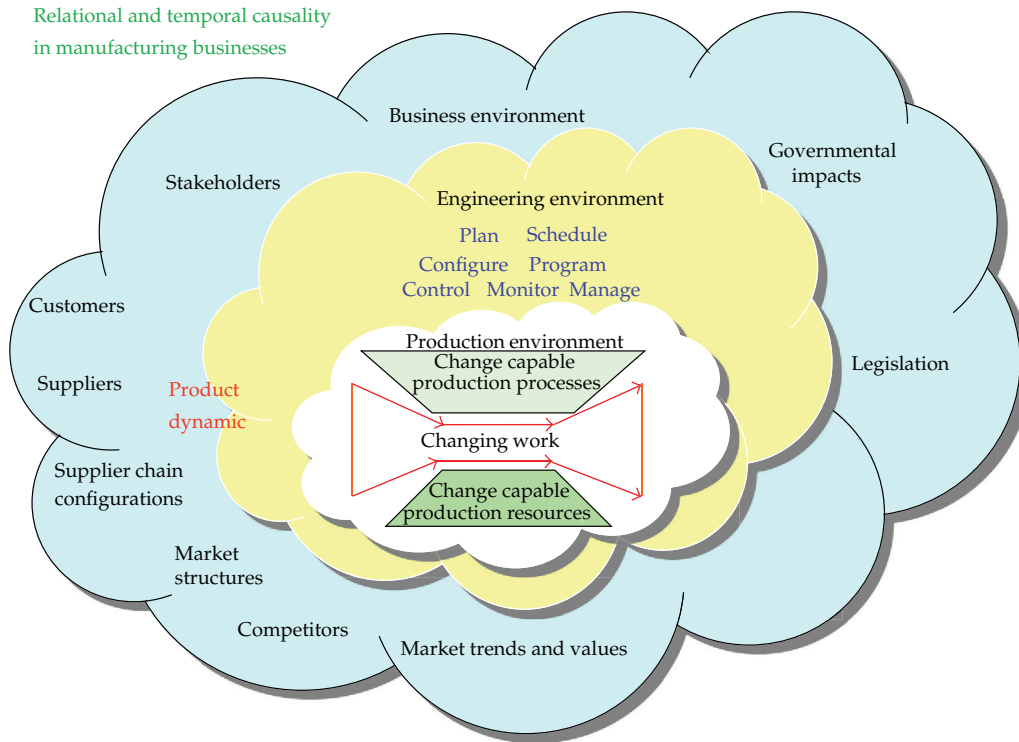 Relational and temporal causality
in manufacturing businesses
Business environment
Governmental
impacts
Stakeholders
Engineering environment
Plan Schedule
Configure Program
Control Monitor Manage
Customers
Production environment
Change capable
production processes
Legislation
Suppliers
Product
dynamic
Changing work
Supplier chain
configurations
Change capable
production resources
Market
structures
Competitors
Market trends and values